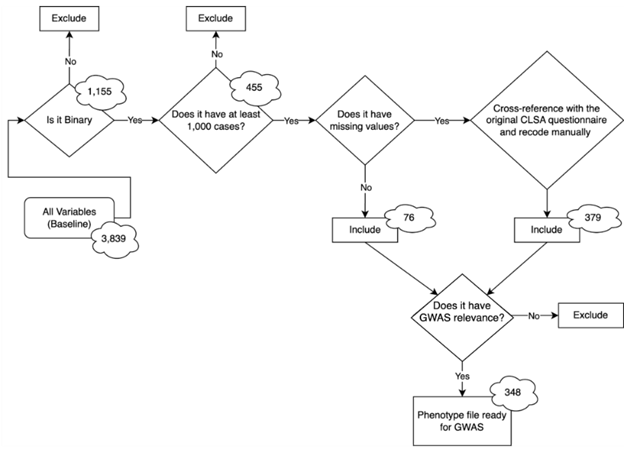 Exclude
Exclude
No
No
1,155
455
Is it Binary
Yes
Does it have at least
1,000 cases?
Yes
Does it have
missing values?
Yes
Cross-reference with the
original CLSA questionnaire
and recode manually
No
All Variables
(Baseline)
3,839
Include
76
Include
379
Does it have
GWAS relevance?
No
Exclude
Yes
348
Phenotype file ready
for GWAS